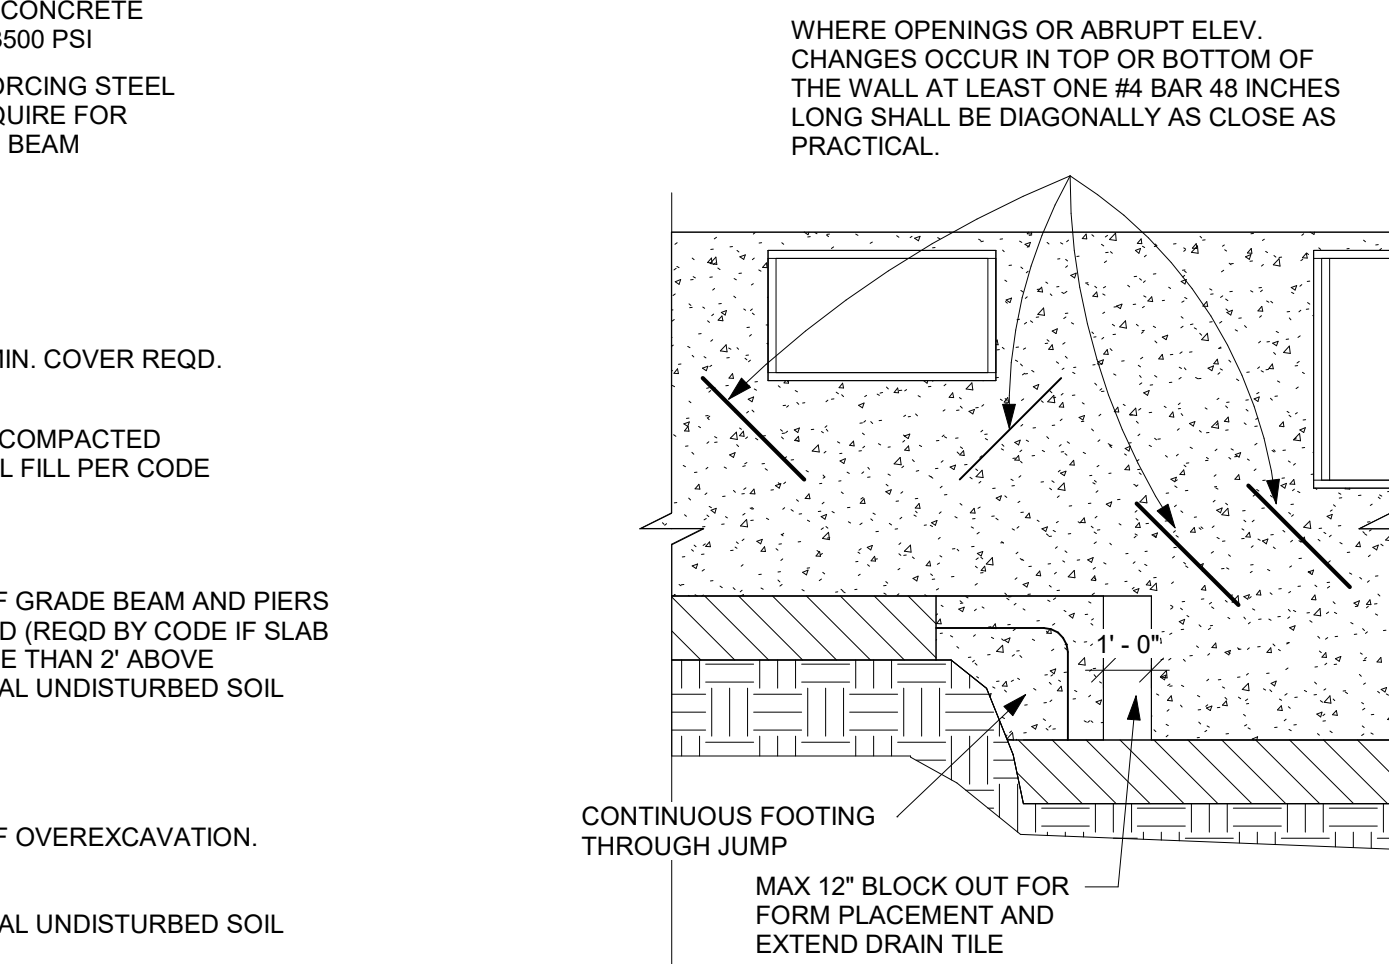 CONCRETE
3500 PSI
ORCING STEEL
QUIRE FOR
BEAM
MIN. COVER REQD.
COMPACTED
L FILL PER CODE
F GRADE BEAM AND PIERS
D (REQD BY CODE IF SLAB
E THAN 2' ABOVE
AL UNDISTURBED SOIL
F OVEREXCAVATION.
AL UNDISTURBED SOIL
WHERE OPENINGS OR ABRUPT ELEV.
CHANGES OCCUR IN TOP OR BOTTOM OF
THE WALL AT LEAST ONE #4 BAR 48 INCHES
LONG SHALL BE DIAGONALLY AS CLOSE AS
PRACTICAL.
1' - 0"
CONTINUOUS FOOTING
THROUGH JUMP
MAX 12" BLOCK OUT FOR
FORM PLACEMENT AND
EXTEND DRAIN TILE